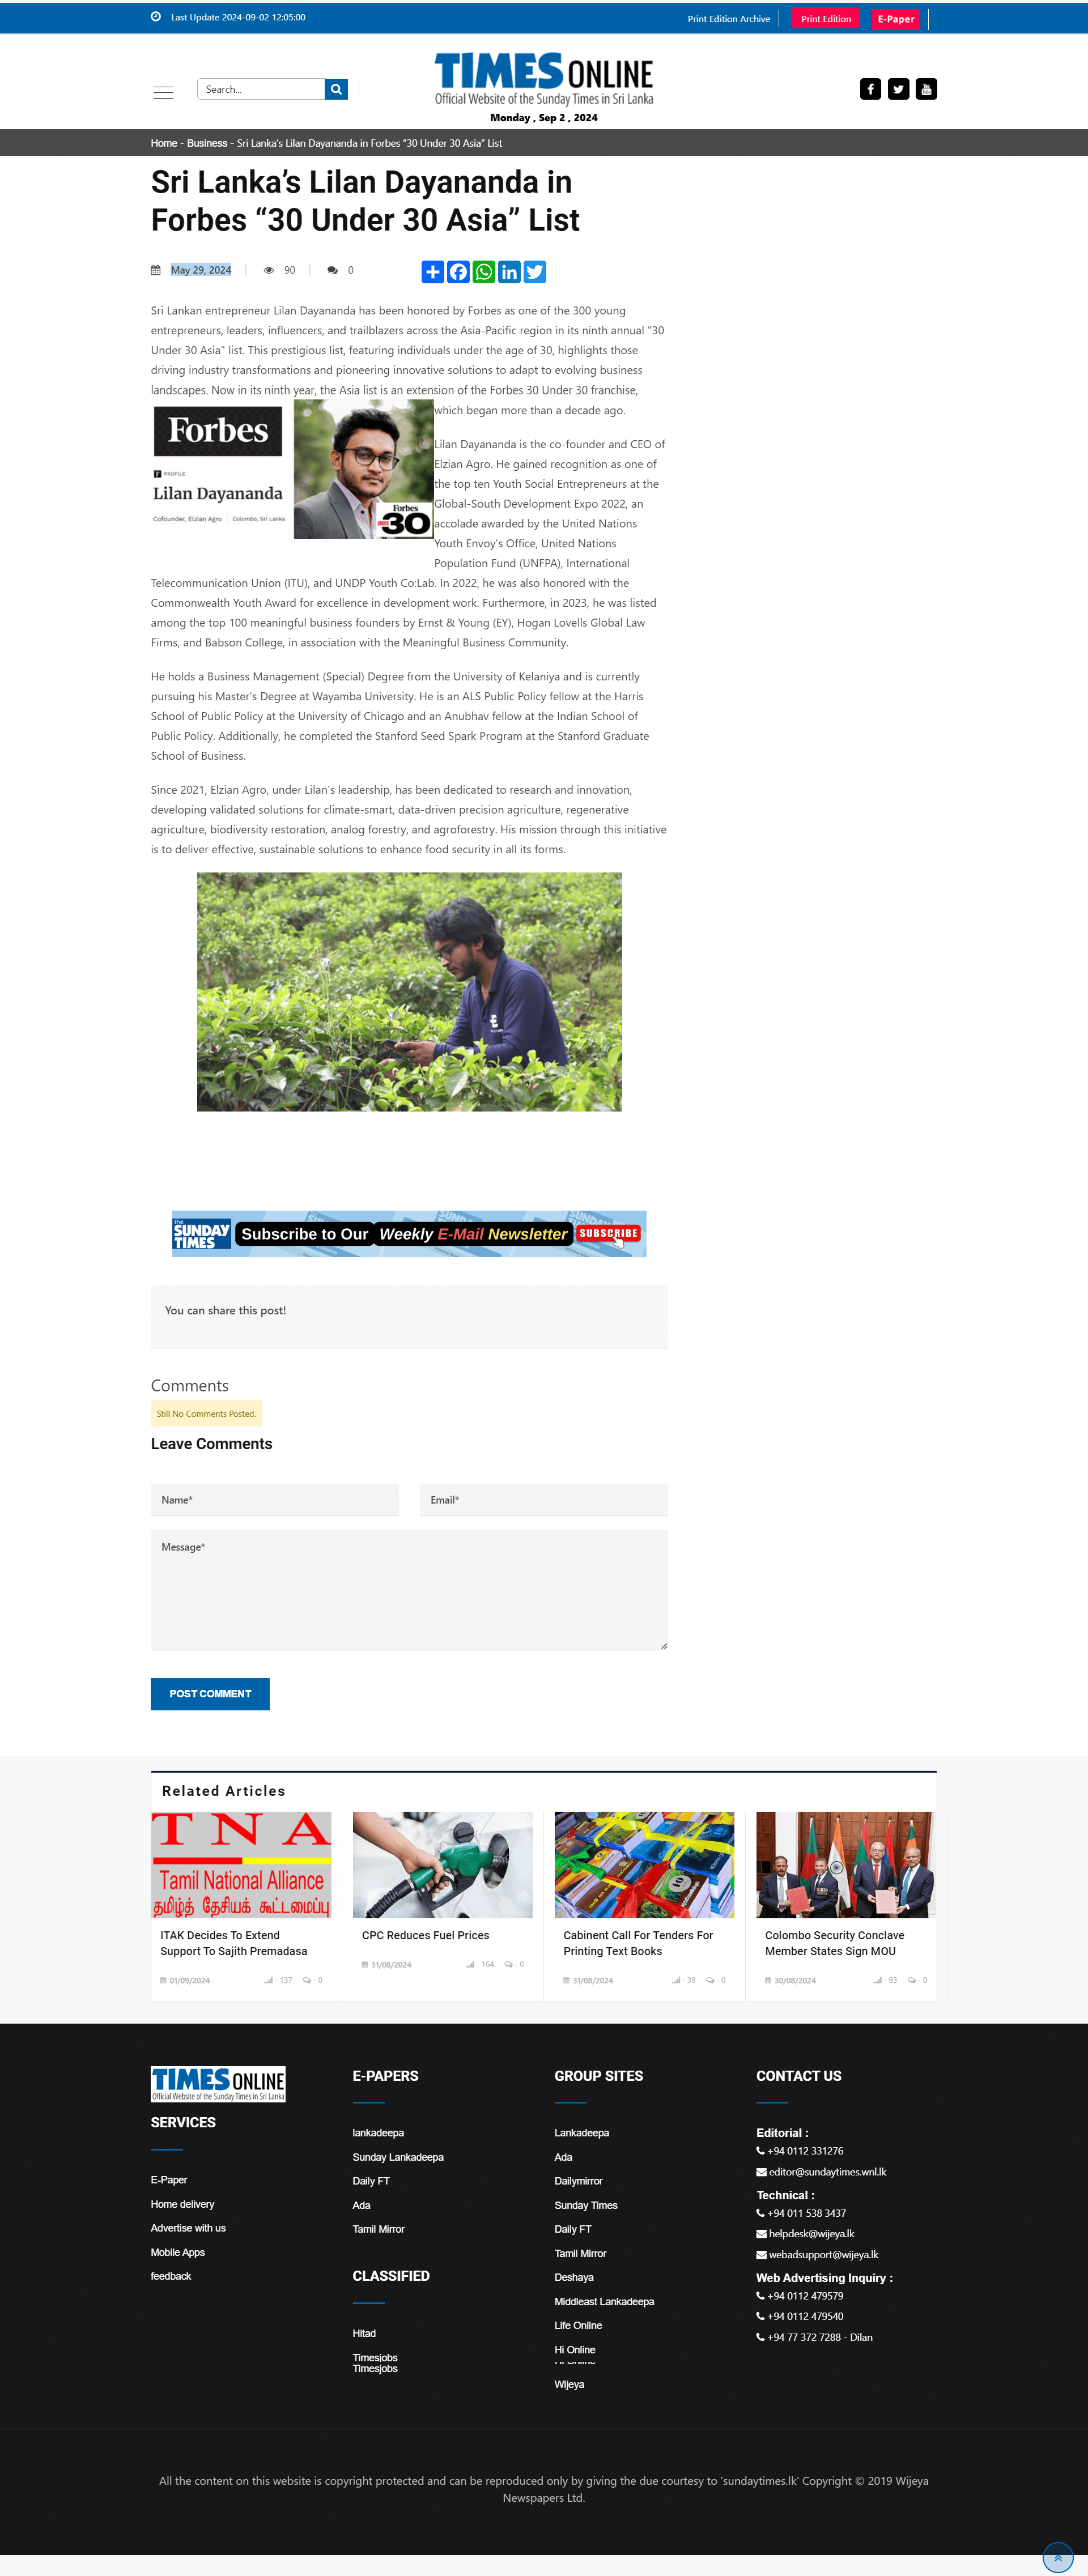 Last Update 2024-09-02 12:05:00
Print Edition Archive
Print Edition
E-Paper
Search...
TIMES ONLINE
Official Website of the Sunday Times in Sri Lanka
Monday , Sep 2 , 2024
Home - Business - Sri Lanka's Lilan Dayananda in Forbes “30 Under 30 Asia” List
Sri Lanka’s Lilan Dayananda in
Forbes “30 Under 30 Asia” List
May 29, 2024
90
0
Sri Lankan entrepreneur Lilan Dayananda has been honored by Forbes as one of the 300 young
entrepreneurs, leaders, influencers, and trailblazers across the Asia-Pacific region in its ninth annual "30
Under 30 Asia" list. This prestigious list, featuring individuals under the age of 30, highlights those
driving industry transformations and pioneering innovative solutions to adapt to evolving business
landscapes. Now in its ninth year, the Asia list is an extension of the Forbes 30 Under 30 franchise,
which began more than a decade ago.
Forbes
PROFILE
Lilan Dayananda
Cofounder, Elzian Agro
Colombo, Sri Lanka
Forbes
UNDER
30
Lilan Dayananda is the co-founder and CEO of
Elzian Agro. He gained recognition as one of
the top ten Youth Social Entrepreneurs at the
Global-South Development Expo 2022, an
accolade awarded by the United Nations
Youth Envoy’s Office, United Nations
Population Fund (UNFPA), International
Telecommunication Union (ITU), and UNDP Youth Co:Lab. In 2022, he was also honored with the
Commonwealth Youth Award for excellence in development work. Furthermore, in 2023, he was listed
among the top 100 meaningful business founders by Ernst & Young (EY), Hogan Lovells Global Law
Firms, and Babson College, in association with the Meaningful Business Community.
He holds a Business Management (Special) Degree from the University of Kelaniya and is currently
pursuing his Master's Degree at Wayamba University. He is an ALS Public Policy fellow at the Harris
School of Public Policy at the University of Chicago and Anubhav fellow at the Indian School of
Public Policy. Additionally, he completed the Stanford Seed Spark Program at the Stanford Graduate
School of Business.
Since 2021, Elzian Agro, under Lilan's leadership, has been dedicated to research and innovation,
developing validated solutions for climate-smart, data-driven precision agriculture, regenerative
agriculture, biodiversity restoration, analog forestry, and agroforestry. His mission through this initiative
is to deliver effective, sustainable solutions to enhance food security in all its forms.
the SUNDAY TIMES
Subscribe to Our Weekly E-Mail Newsletter
SUBSCRIBE
You can share this post!
Comments
Still No Comments Posted.
Leave Comments
Name*
Email*
Message*
POST COMMENT
Related Articles
TNA
Tamil National Alliance
தமிழ்த் தேசியக் கூட்டமைப்பு
ITAK Decides To Extend
Support To Sajith Premadasa
01/09/2024
- 137
- 0
CPC Reduces Fuel Prices
31/08/2024
- 164
- 0
Cabinent Call For Tenders For
Printing Text Books
31/08/2024
- 39
- 0
Colombo Security Conclave
Member States Sign MOU
30/08/2024
- 93
- 0
TIMES ONLINE
Official Website of the Sunday Times in Sri Lanka
SERVICES
E-Paper
Home delivery
Advertise with us
Mobile Apps
feedback
E-PAPERS
lankadeepa
Sunday Lankadeepa
Daily FT
Ada
Tamil Mirror
CLASSIFIED
Hitad
Timesjobs
Timesjobs
GROUP SITES
Lankadeepa
Ada
Dailymirror
Sunday Times
Daily FT
Tamil Mirror
Deshaya
Middleast Lankadeepa
Life Online
Hi Online
Hi Online
Wijeya
CONTACT US
Editorial :
+94 0112 331276
editor@sundaytimes.wnl.lk
Technical :
+94 011 538 3437
helpdesk@wijeya.lk
webadsupport@wijeya.lk
Web Advertising Inquiry :
+94 0112 479579
+94 0112 479540
+94 77 372 7288 - Dilan
All the content on this website is copyright protected and can be reproduced only by giving the due courtesy to 'sundaytimes.lk' Copyright © 2019 Wijeya
Newspapers Ltd.